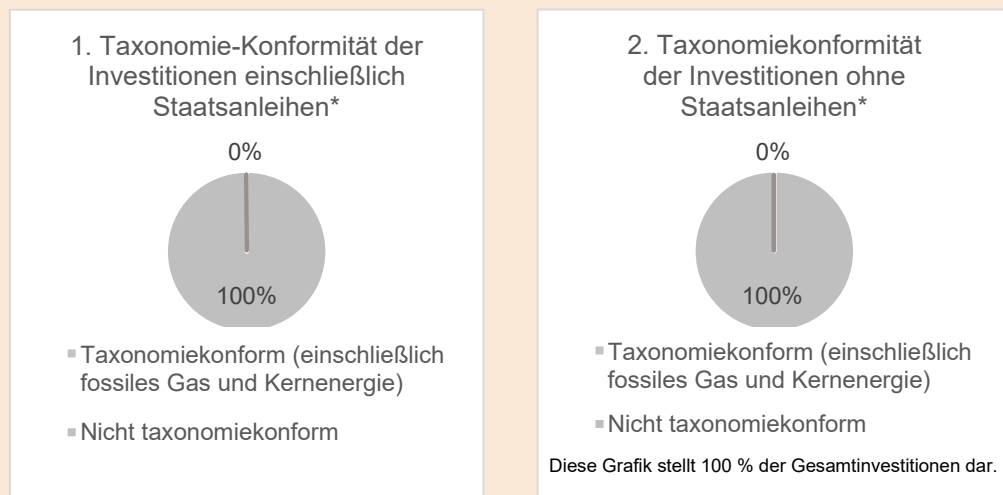 1. Taxonomie-Konformität der
Investitionen einschließlich
Staatsanleihen*
0%
100%
Taxonomiekonform (einschließlich
fossiles Gas und Kernenergie)
Nicht taxonomiekonform
2. Taxonomiekonformität
der Investitionen ohne
Staatsanleihen*
0%
100%
Taxonomiekonform (einschließlich
fossiles Gas und Kernenergie)
Nicht taxonomiekonform
Diese Grafik stellt 100 % der Gesamtinvestitionen dar.